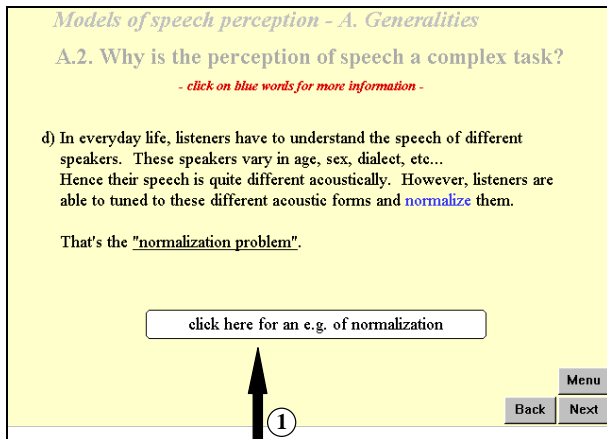 Models of speech perception - A. Generalities
A.2. Why is the perception of speech a complex task?
- click on blue words for more information -
d) In everyday life, listeners have to understand the speech of different
speakers. These speakers vary in age, sex, dialect, etc...
Hence their speech is quite different acoustically. However, listeners are
able to tuned to these different acoustic forms and normalize them.
That's the "normalization problem".
click here for an e.g. of normalization
Menu
Back Next
1